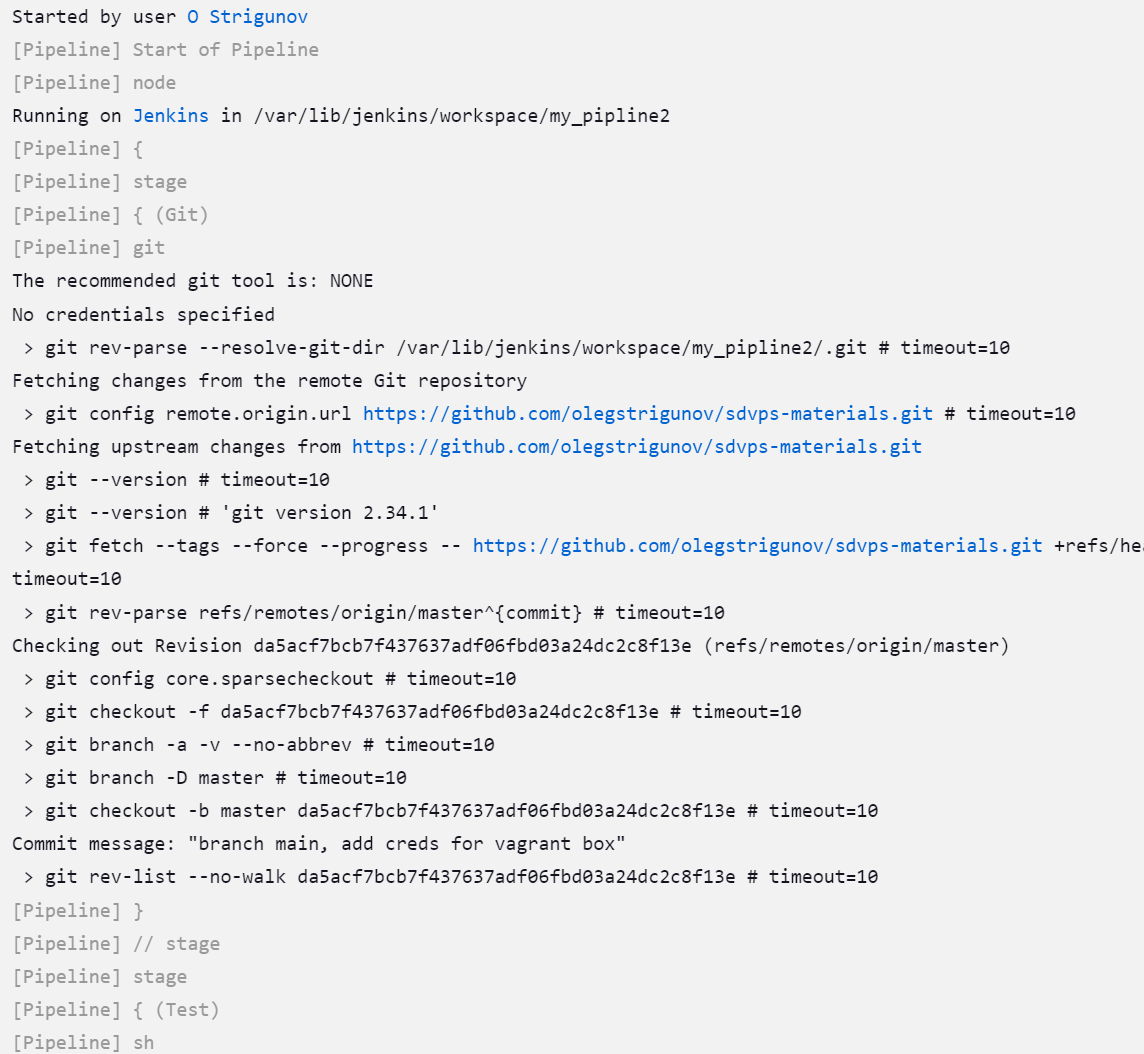 Started by user O Strigunov
[Pipeline] Start of Pipeline
[Pipeline] node
Running on Jenkins in /var/lib/jenkins/workspace/my_pipline2
[Pipeline] {
[Pipeline] stage
[Pipeline] { (Git)
[Pipeline] git
The recommended git tool is: NONE
No credentials specified
 > git rev-parse --resolve-git-dir /var/lib/jenkins/workspace/my_pipline2/.git # timeout=10
Fetching changes from the remote Git repository
 > git config remote.origin.url https://github.com/olegstrigunov/sdvps-materials.git # timeout=10
Fetching upstream changes from https://github.com/olegstrigunov/sdvps-materials.git
 > git --version # timeout=10
 > git --version # 'git version 2.34.1'
 > git fetch --tags --force --progress -- https://github.com/olegstrigunov/sdvps-materials.git +refs/hea
timeout=10
 > git rev-parse refs/remotes/origin/master^{commit} # timeout=10
Checking out Revision da5acf7bcb7f437637adf06fbd03a24dc2c8f13e (refs/remotes/origin/master)
 > git config core.sparsecheckout # timeout=10
 > git checkout -f da5acf7bcb7f437637adf06fbd03a24dc2c8f13e # timeout=10
 > git branch -a -v --no-abbrev # timeout=10
 > git branch -D master # timeout=10
 > git checkout -b master da5acf7bcb7f437637adf06fbd03a24dc2c8f13e # timeout=10
Commit message: "branch main, add creds for vagrant box"
 > git rev-list --no-walk da5acf7bcb7f437637adf06fbd03a24dc2c8f13e # timeout=10
[Pipeline] }
[Pipeline] // stage
[Pipeline] stage
[Pipeline] { (Test)
[Pipeline] sh